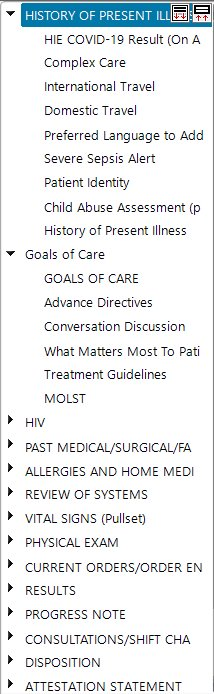 HISTORY OF PRESENT ILL
HIE COVID-19 Result (On A
Complex Care
International Travel
Domestic Travel
Preferred Language to Add
Severe Sepsis Alert
Patient Identity
Child Abuse Assessment (p
History of Present Illness
Goals of Care
GOALS OF CARE
Advance Directives
Conversation Discussion
What Matters Most To Pati
Treatment Guidelines
MOLST
HIV
PAST MEDICAL/SURGICAL/FA
ALLERGIES AND HOME MEDI
REVIEW OF SYSTEMS
VITAL SIGNS (Pullset)
PHYSICAL EXAM
CURRENT ORDERS/ORDER EN
RESULTS
PROGRESS NOTE
CONSULTATIONS/SHIFT CHA
DISPOSITION
ATTESTATION STATEMENT